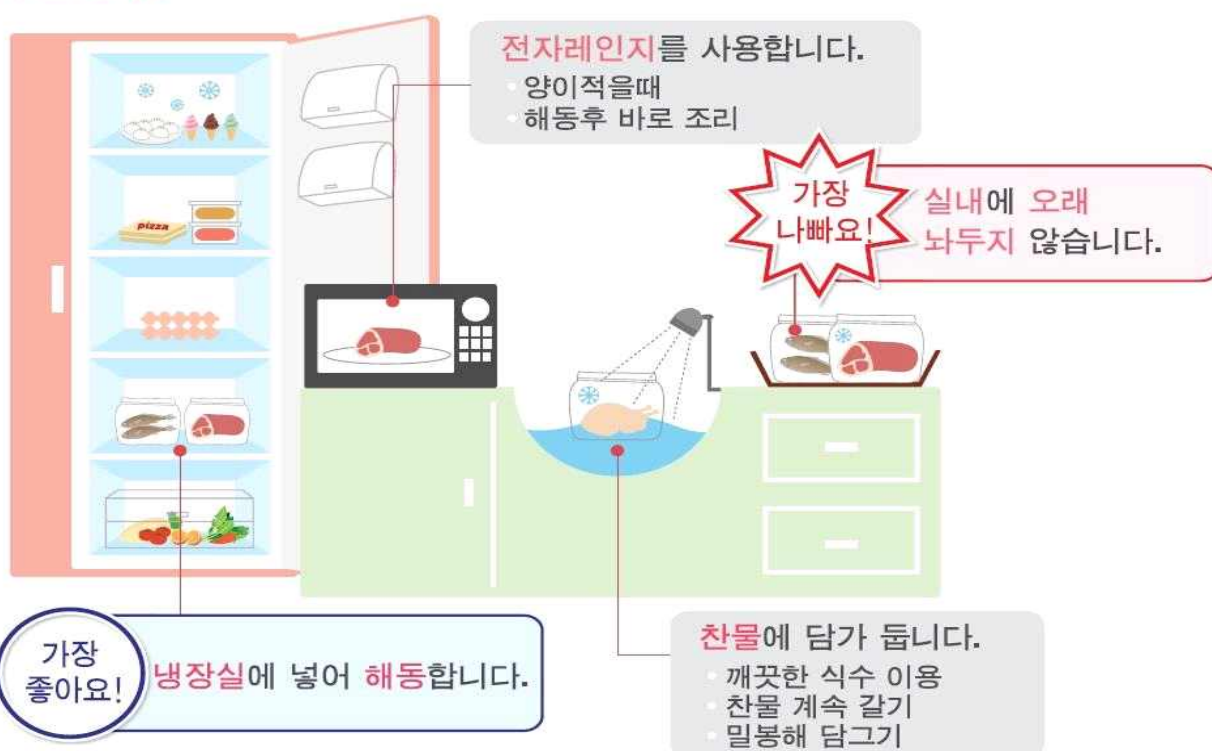 전자레인지를 사용합니다.
양이적을때
해동후 바로 조리
가장
나빠요!
실내에 오래
놔두지 않습니다.
pizza
가장
좋아요!
냉장실에 넣어 해동합니다.
찬물에 담가 둡니다.
깨끗한 식수 이용
찬물 계속 갈기
밀봉해 담그기